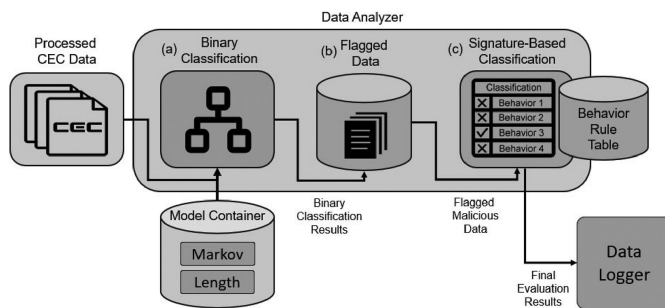 Data Analyzer
Processed
CEC Data
CEC
(a)
Binary
Classification
(b)
Flagged
Data
(c)
Signature-Based
Classification
Classification
Behavior 1
Behavior 2
Behavior 3
Behavior 4
Behavior
Rule
Table
Model Container
Markov
Length
Binary
Classification
Results
Flagged
Malicious
Data
Final
Evaluation
Results
Data
Logger